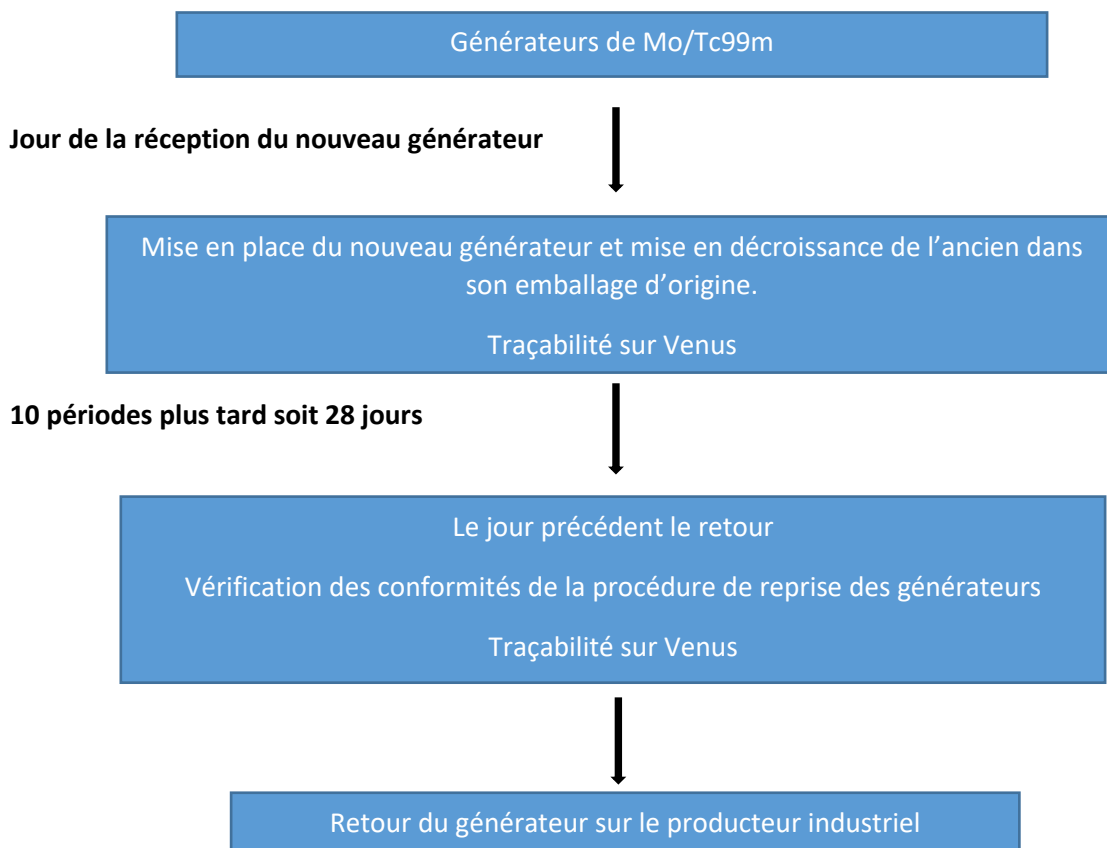 Générateurs de Mo/Tc99m
Jour de la réception du nouveau générateur
Mise en place du nouveau générateur et mise en décroissance de l’ancien dans
son emballage d’origine.
Traçabilité sur Venus
10 périodes plus tard soit 28 jours
Le jour précédent le retour
Vérification des conformités de la procédure de reprise des générateurs
Traçabilité sur Venus
Retour du générateur sur le producteur industriel